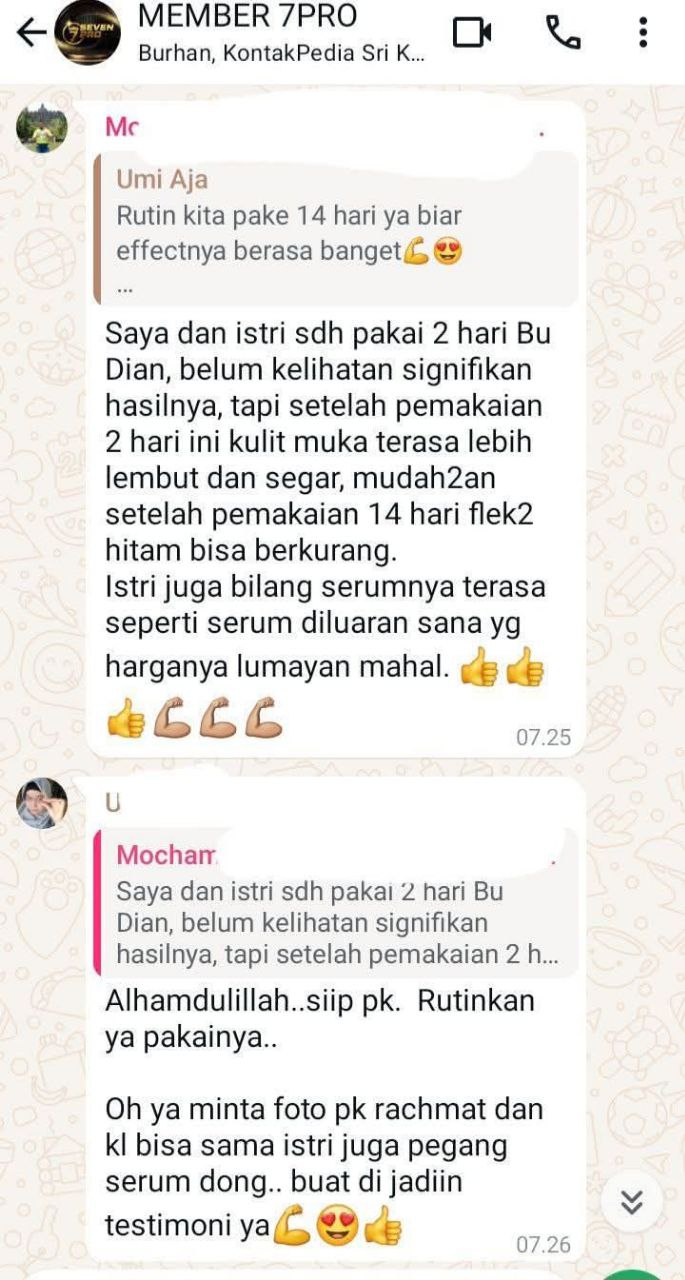 SEVEN
PRO
MEMBER 7PRO
Burhan, KontakPedia Sri K...
Mc
Umi Aja
Rutin kita pake 14 hari ya biar
effectnya berasa banget💪😍
...
Saya dan istri sdh pakai 2 hari Bu
Dian, belum kelihatan signifikan
hasilnya, tapi setelah pemakaian
2 hari ini kulit muka terasa lebih
lembut dan segar, mudah2an
setelah pemakaian 14 hari flek2
hitam bisa berkurang.
Istri juga bilang serumnya terasa
seperti serum diluaran sana yg
harganya lumayan mahal. 👍👍
👍💪💪💪
07.25
U
Mocham
Saya dan istri sdh pakai 2 hari Bu
Dian, belum kelihatan signifikan
hasilnya, tapi setelah pemakaian 2 h...
Alhamdulillah..siip pk. Rutinkan
ya pakainya..
Oh ya minta foto pk rachmat dan
kl bisa sama istri juga pegang
serum dong.. buat di jadiin
testimoni ya💪😍👍
07.26